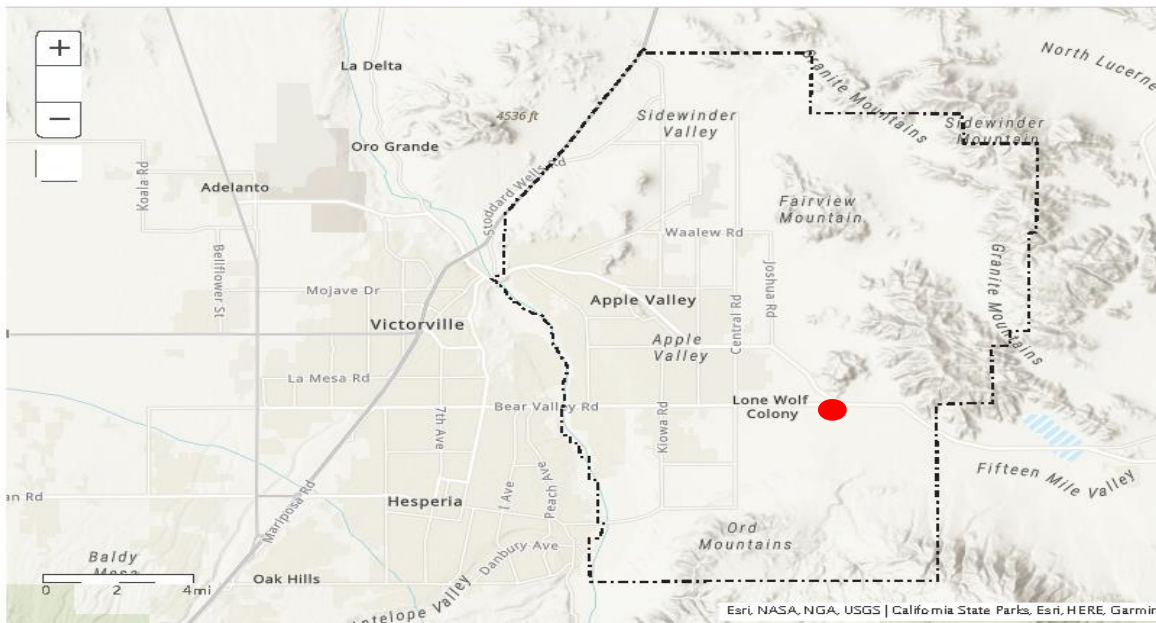 +
−
La Delta
4536 ft
Oro Grande
Adelanto
Koala Rd
Bellflower St
Stoddard Wells Rd
Sidewinder
Valley
Granite Mountains
North Lucerne
Sidewinder
Mountain
Fairview
Mountain
Waalew Rd
Joshua Rd
Central Rd
Granite Mountains
Mojave Dr
Victorville
Apple Valley
Apple
Valley
La Mesa Rd
Bear Valley Rd
7th Ave
Kiowa Rd
Lone Wolf
Colony
Fifteen Mile Valley
an Rd
Mariposa Rd
Hesperia
I Ave
Peach Ave
Danbury Ave
Ord
Mountains
Baldy
Mesa
0 2 4mi
Oak Hills
ntelope Valley
Esri, NASA, NGA, USGS | California State Parks, Esri, HERE, Garmin